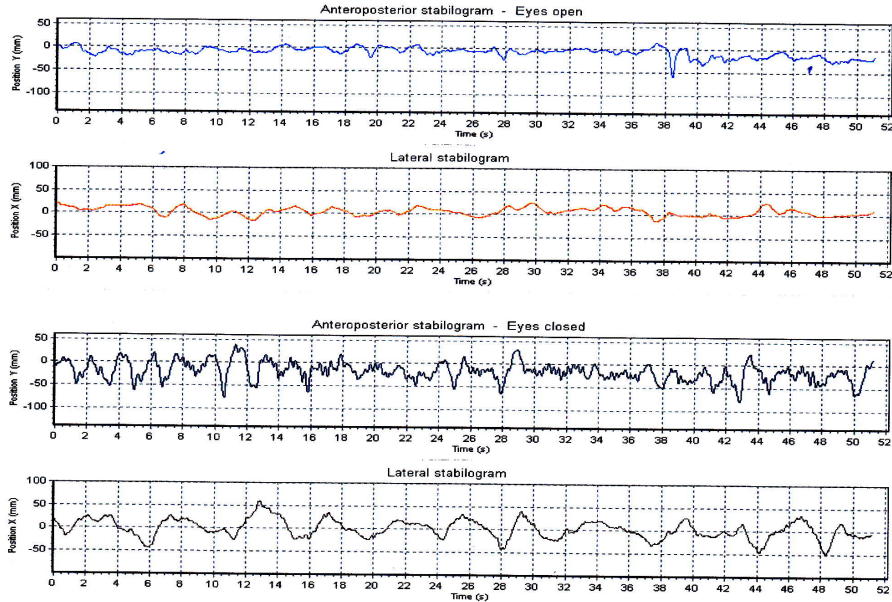 Anteroposterior stabilogram - Eyes open
Position Y (mm)
50
0
-50
-100
0 2 4 6 8 10 12 14 16 18 20 22 24 26 28 30 32 34 36 38 40 42 44 46 48 50 52
Time (s)
Lateral stabilogram
Position X (mm)
100
50
0
-50
0 2 4 6 8 10 12 14 16 18 20 22 24 26 28 30 32 34 36 38 40 42 44 46 48 50 52
Time (s)
Anteroposterior stabilogram - Eyes closed
Position Y (mm)
50
0
-50
-100
0 2 4 6 8 10 12 14 16 18 20 22 24 26 28 30 32 34 36 38 40 42 44 46 48 50 52
Time (s)
Lateral stabilogram
Position X (mm)
100
50
0
-50
0 2 4 6 8 10 12 14 16 18 20 22 24 26 28 30 32 34 36 38 40 42 44 46 48 50 52
Time (s)